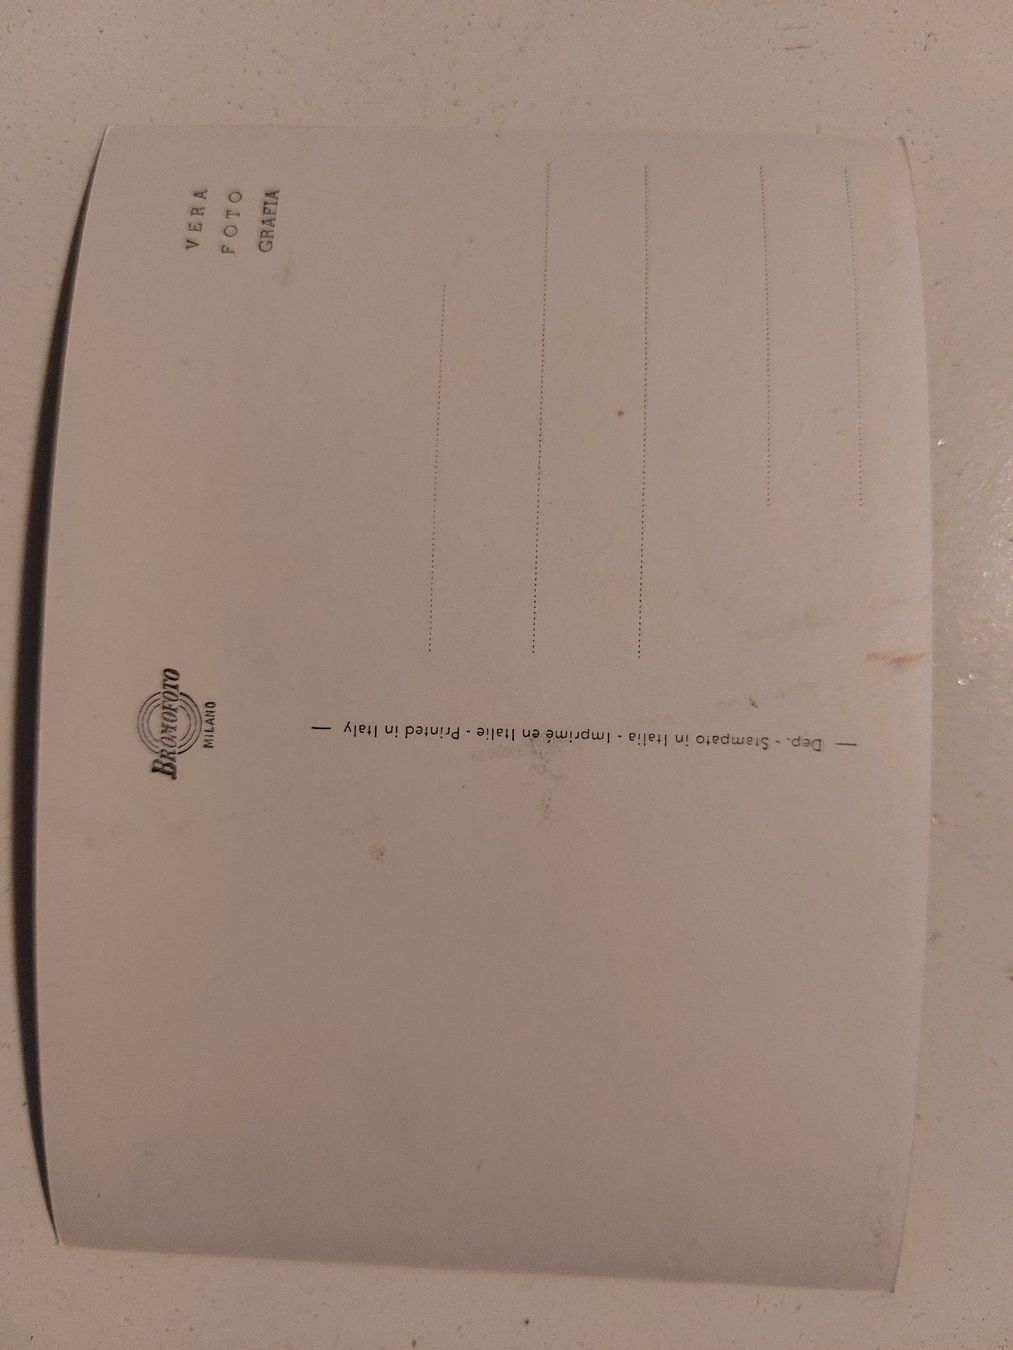 BROMOFOTO
MILANO
VERA
FOTO
GRAFIA
— Dep. - Stampato in Italia - Imprimé en Italie - Printed in Italy —